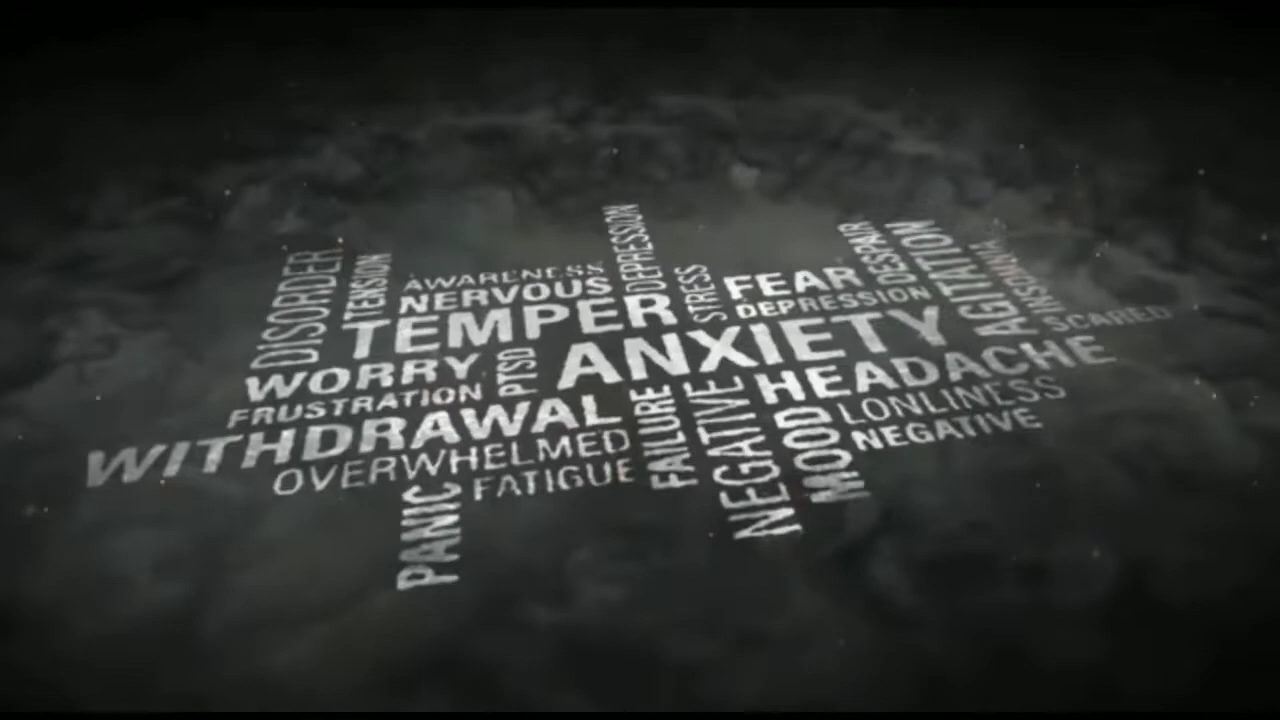 DISORDER
TENSION
AWARENESS
NERVOUS
TEMPER
DEPRESSION
STRESS
FEAR
DESPAIR
DEPRESSION
AGITATION
INSOMNIA
SCARED
WORRY
PTSD
ANXIETY
HEADACHE
FRUSTRATION
WITHDRAWAL
FAILURE
NEGATIVE
MOOD
LONLINESS
NEGATIVE
OVERWHELMED
PANIC
FATIGUE